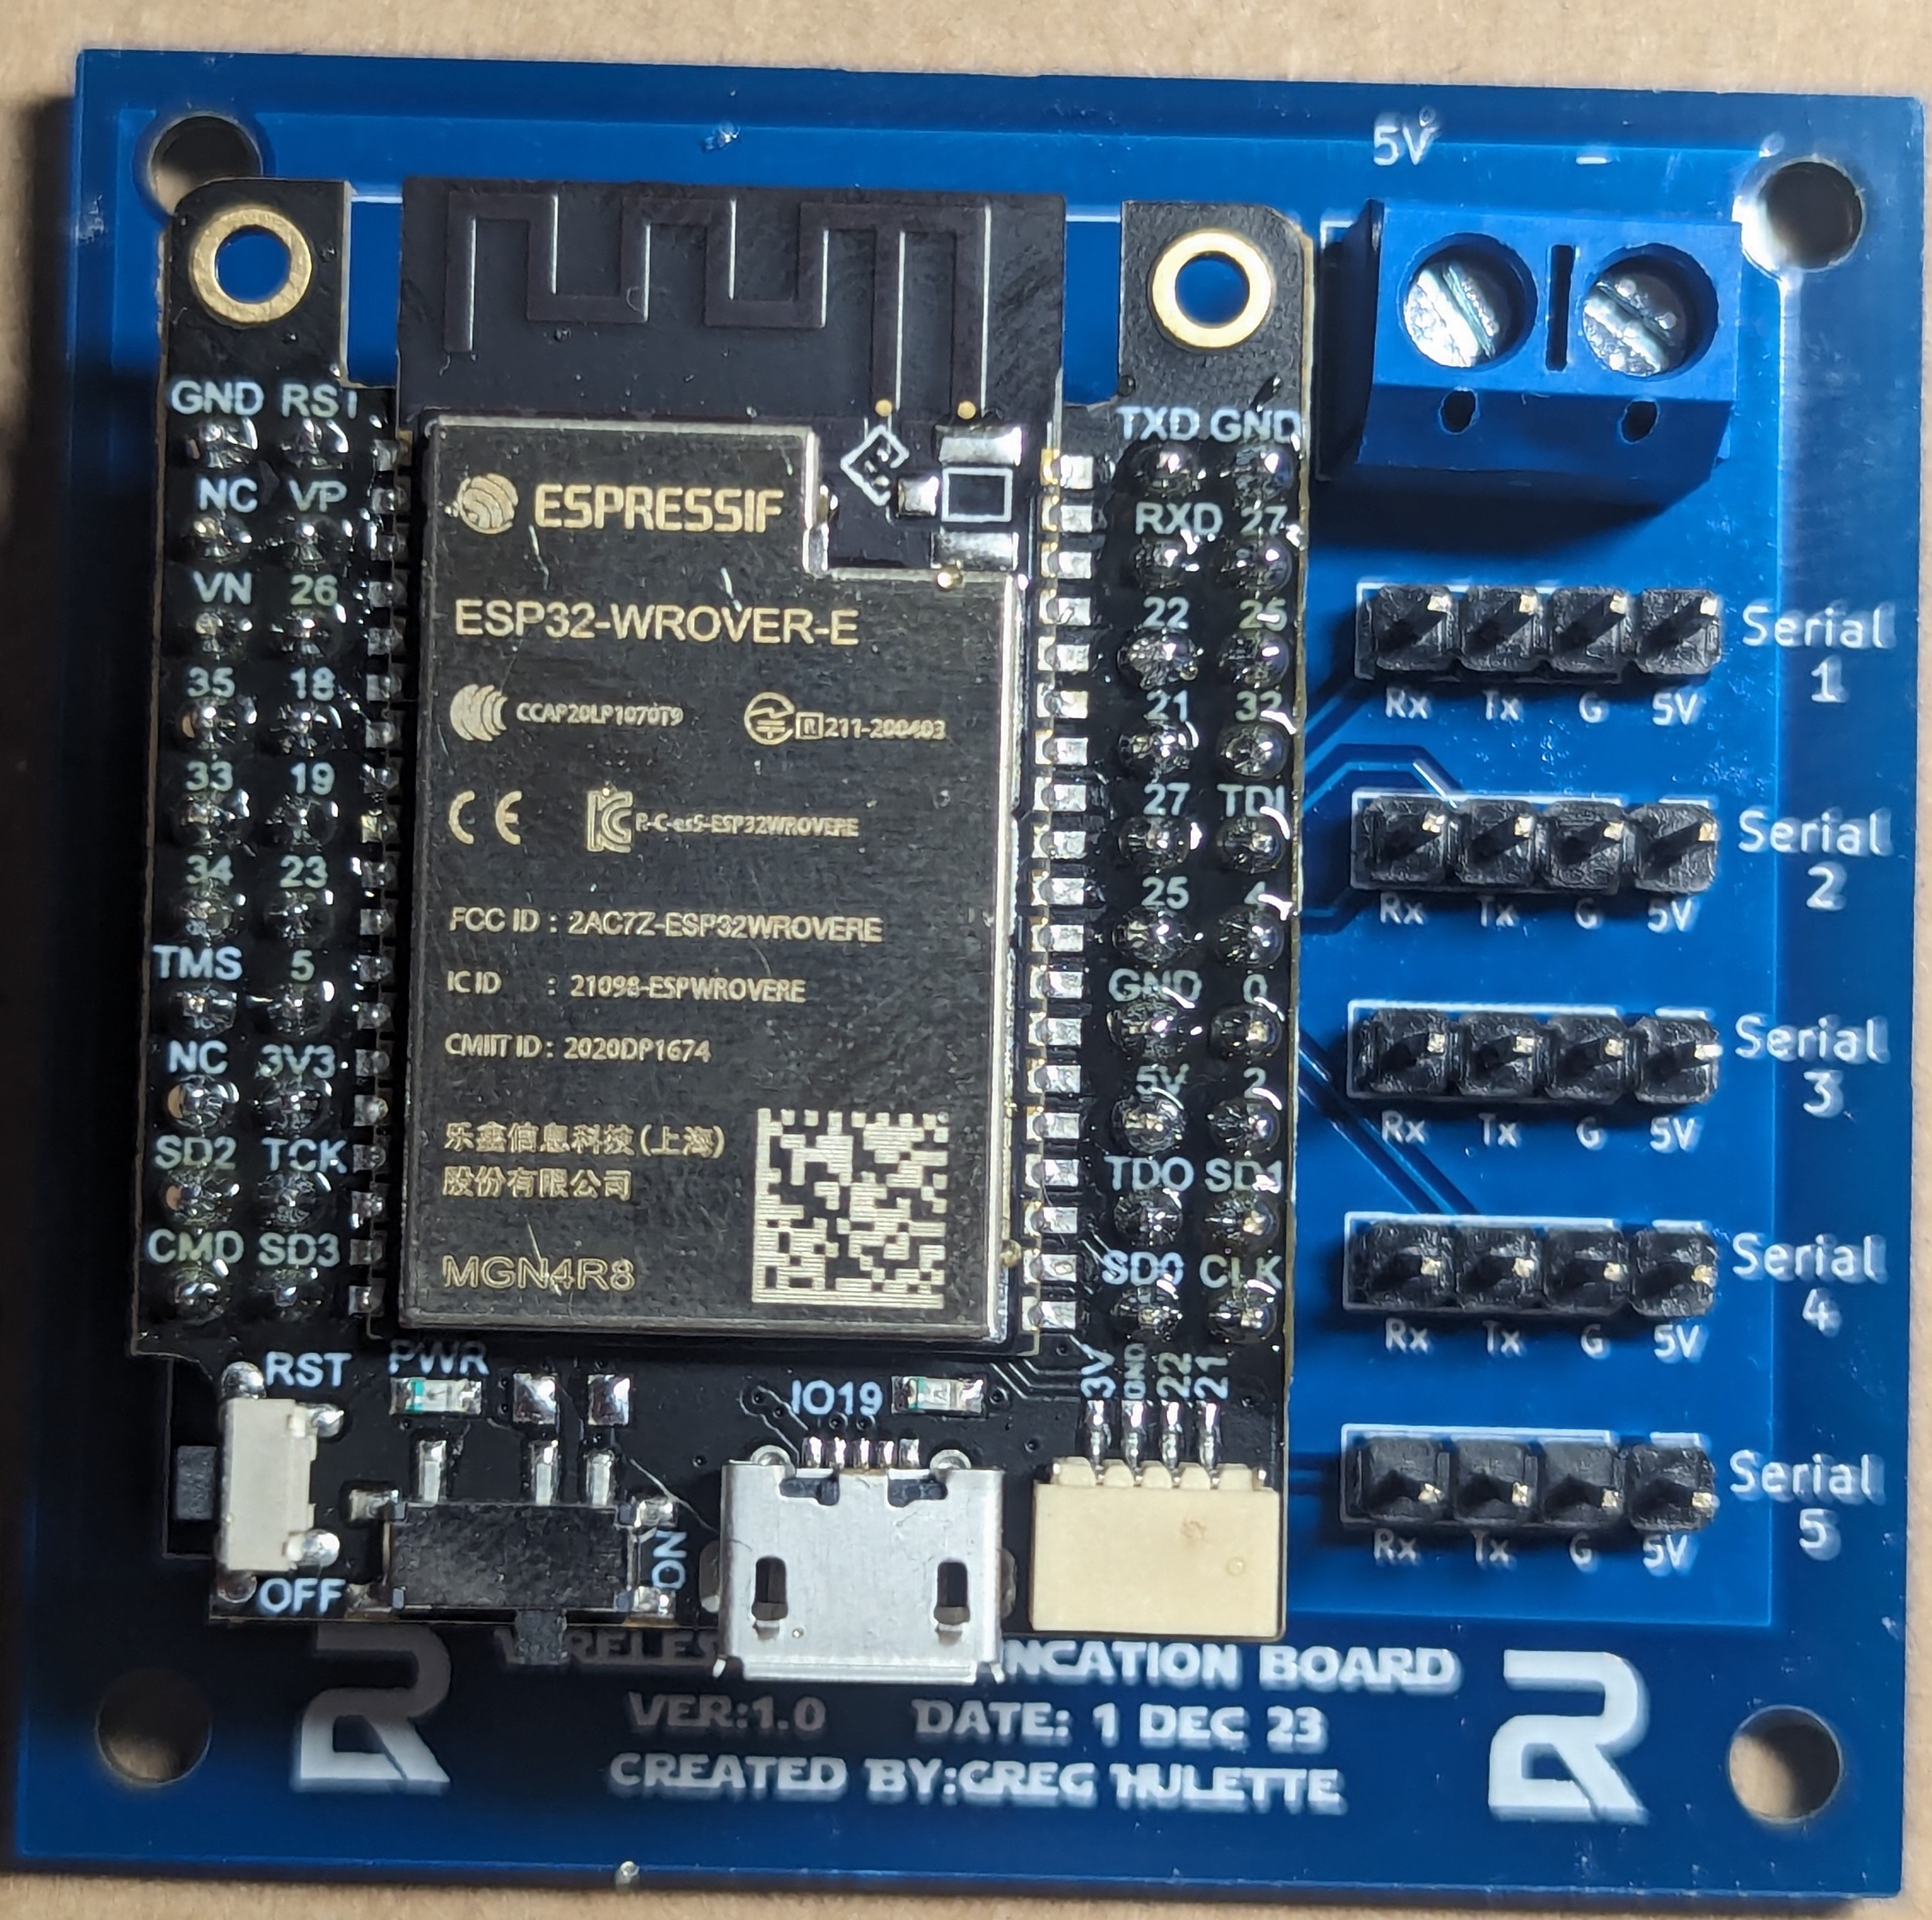 5V -
GND RST
NC VP
VN 26
35 18
33 19
34 23
TMS 5
NC 3V3
SD2 TCK
CMD SD3
ESPRESSIF
ESP32-WROVER-E
CCAP20LP1070T9
R 211-200403
CE
R-C-es5-ESP32WROVERE
FCC ID : 2AC7Z-ESP32WROVERE
IC ID : 21098-ESPWROVERE
CMIIT ID : 2020DP1674
乐鑫信息科技(上海)
股份有限公司
MGN4R8
TXD GND
RXD 27
22 25
21 32
27 TDI
25 4
GND 0
5V 2
TDO SD1
SD0 CLK
3V
GND
22
21
RST
PWR
IO19
OFF
ON
Serial
1
Rx Tx G 5V
Serial
2
Rx Tx G 5V
Serial
3
Rx Tx G 5V
Serial
4
Rx Tx G 5V
Serial
5
Rx Tx G 5V
BOARD
VER:1.0 DATE: 1 DEC 23
CREATED BY:GREG HULETTE